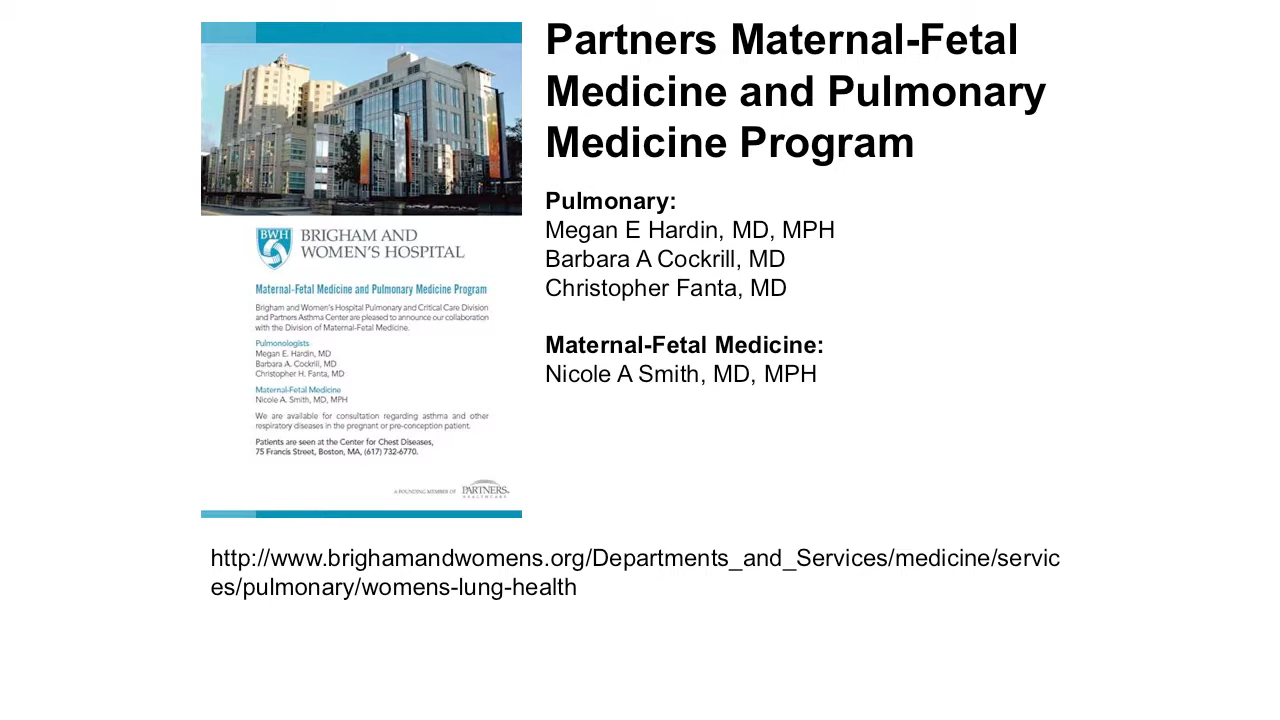 Partners Maternal-Fetal
Medicine and Pulmonary
Medicine Program
Pulmonary:
Megan E Hardin, MD, MPH
Barbara A Cockrill, MD
Christopher Fanta, MD
Maternal-Fetal Medicine:
Nicole A Smith, MD, MPH
BWH
BRIGHAM AND
WOMEN'S HOSPITAL
Maternal-Fetal Medicine and Pulmonary Medicine Program
Brigham and Women's Hospital Pulmonary and Critical Care Division
and Partners Asthma Center are pleased to announce our collaboration
with the Division of Maternal-Fetal Medicine.
Pulmonologists
Megan E. Hardin, MD
Barbara A. Cockrill, MD
Christopher H. Fanta, MD
Maternal-Fetal Medicine
Nicole A. Smith, MD, MPH
We are available for consultation regarding asthma and other
respiratory diseases in the pregnant or pre-conception patient.
Patients are seen at the Center for Chest Diseases,
75 Francis Street, Boston, MA, (617) 732-6770.
A FOUNDING MEMBER OF
PARTNERS.
HEALTHCARE
http://www.brighamandwomens.org/Departments_and_Services/medicine/servic
es/pulmonary/womens-lung-health